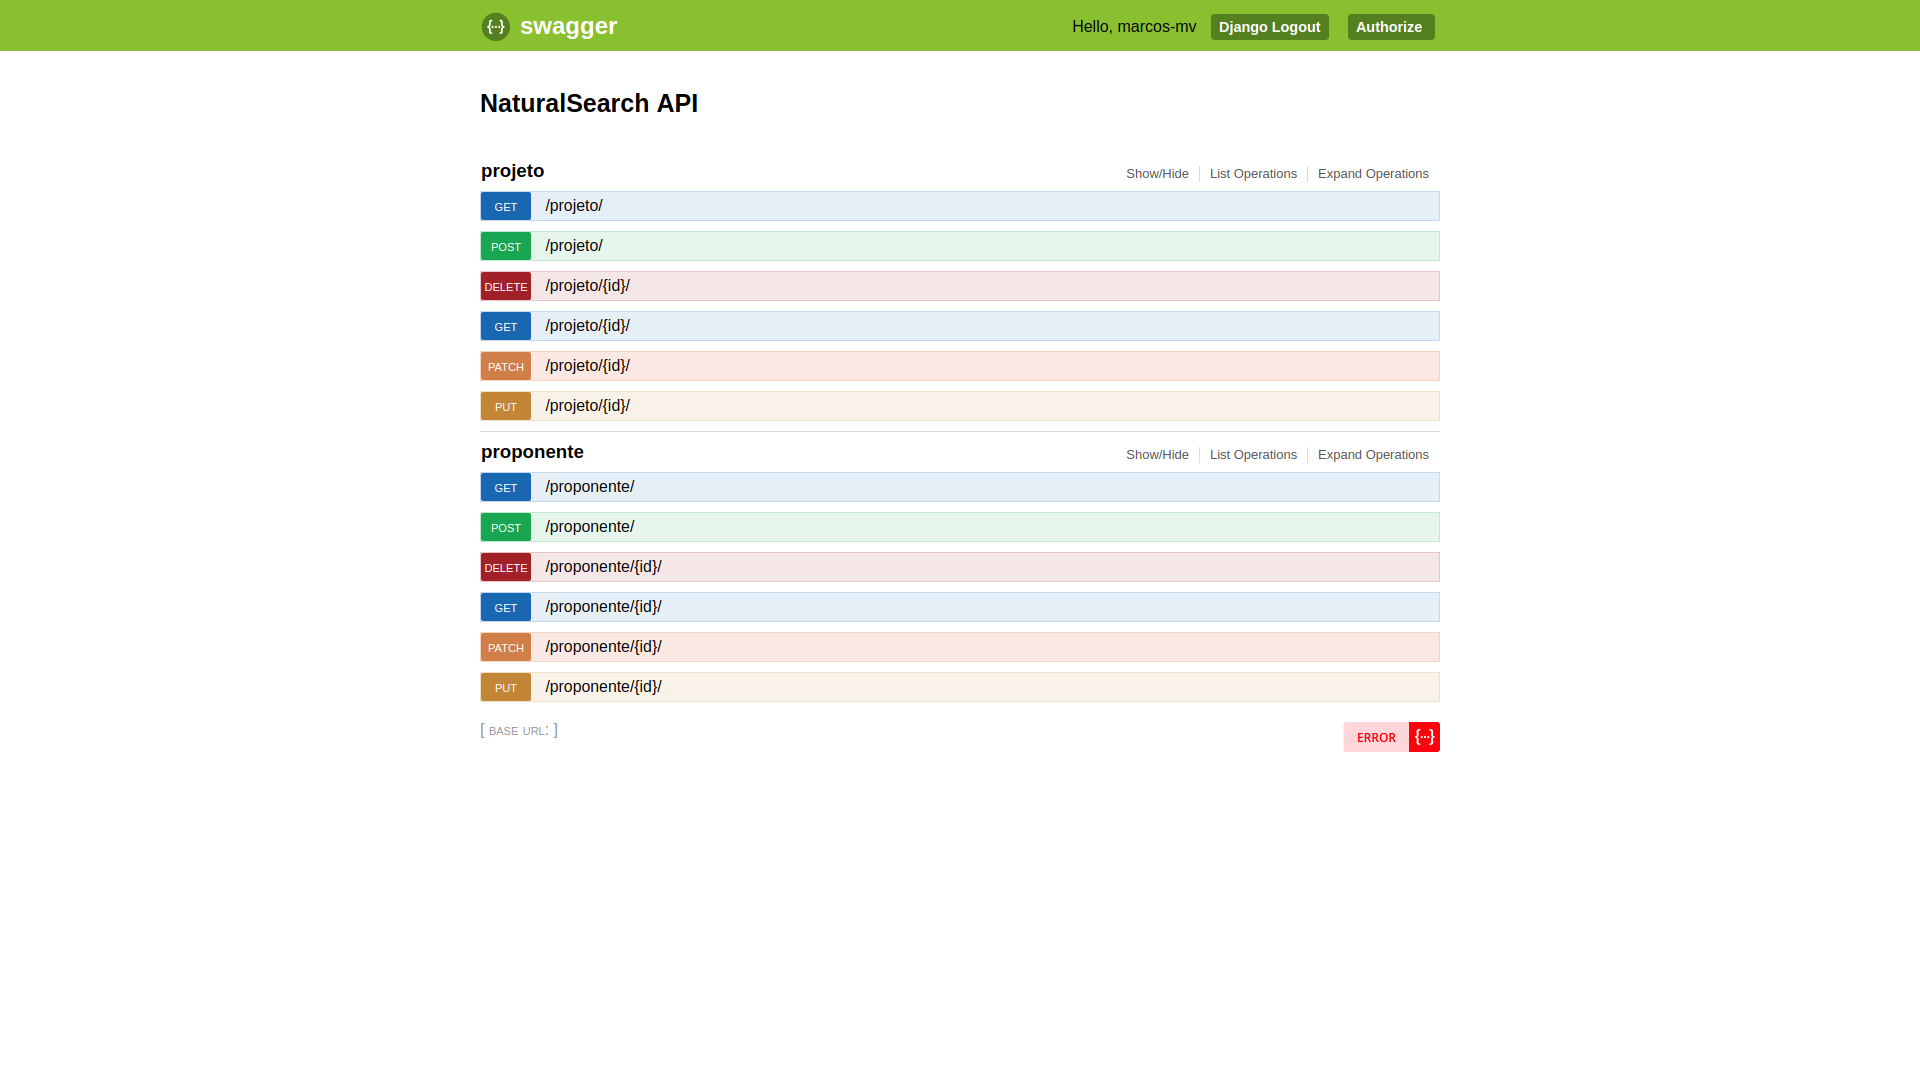 swagger Hello, marcos-mv Django Logout Authorize
NaturalSearch API
projeto Show/Hide List Operations Expand Operations
GET /projeto/
POST /projeto/
DELETE /projeto/{id}/
GET /projeto/{id}/
PATCH /projeto/{id}/
PUT /projeto/{id}/
proponente Show/Hide List Operations Expand Operations
GET /proponente/
POST /proponente/
DELETE /proponente/{id}/
GET /proponente/{id}/
PATCH /proponente/{id}/
PUT /proponente/{id}/
[ BASE URL: ] ERROR {···}